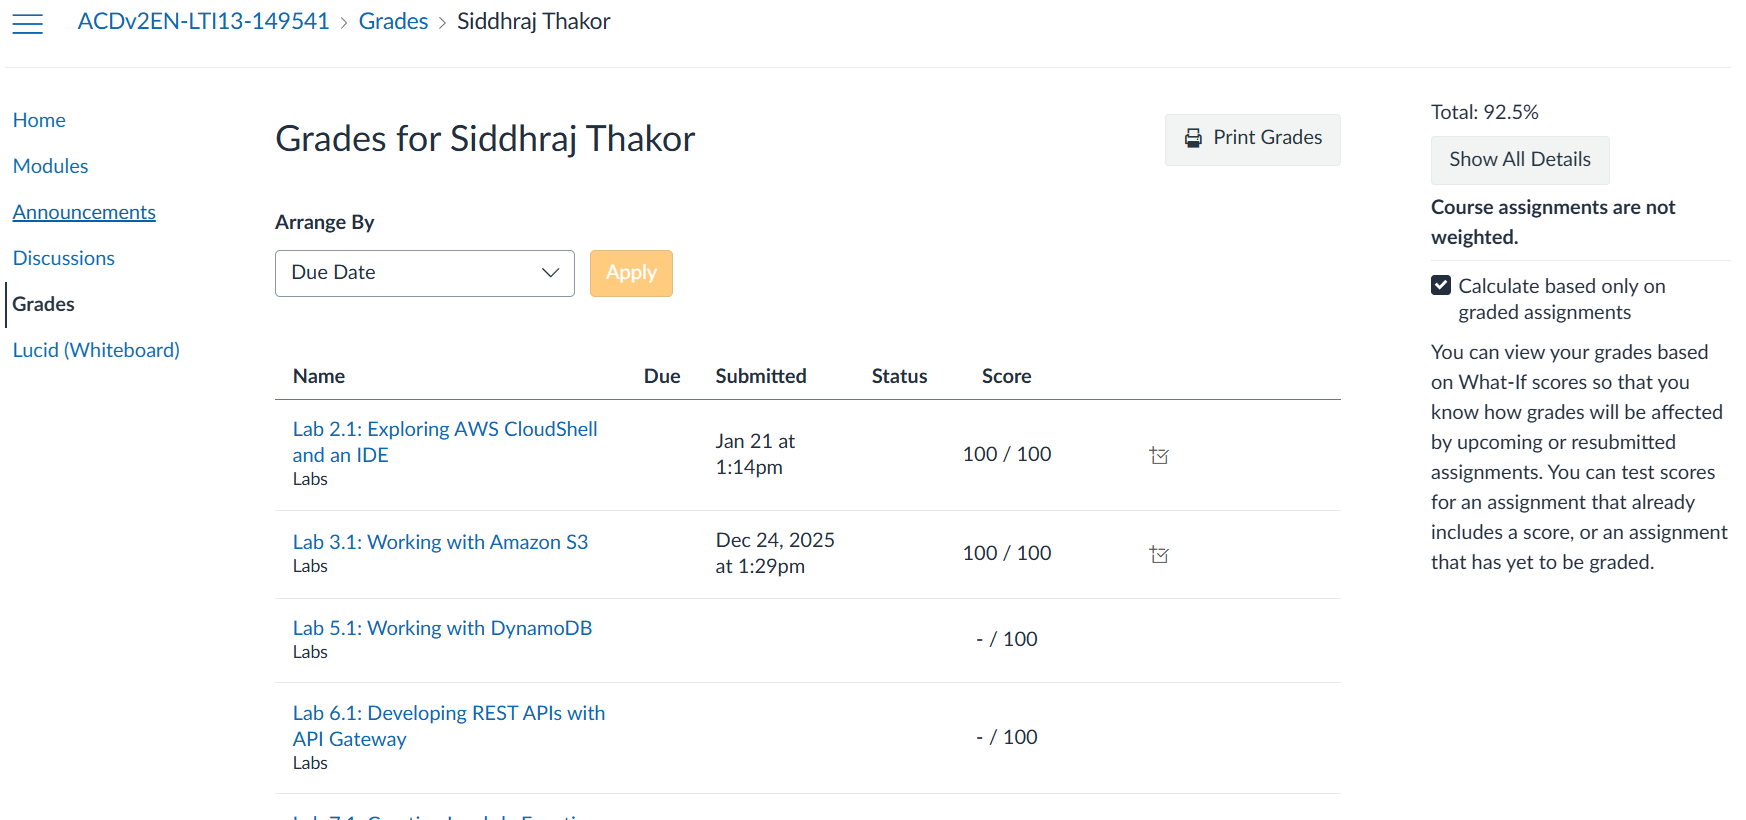 ACDv2EN-LTI13-149541 > Grades > Siddhraj Thakor
Home
Modules
Announcements
Discussions
Grades
Lucid (Whiteboard)
Grades for Siddhraj Thakor
Print Grades
Arrange By
Due Date
Apply
Name Due Submitted Status Score
Lab 2.1: Exploring AWS CloudShell
and an IDE
Labs
Jan 21 at
1:14pm
100 / 100
Lab 3.1: Working with Amazon S3
Labs
Dec 24, 2025
at 1:29pm
100 / 100
Lab 5.1: Working with DynamoDB
Labs
- / 100
Lab 6.1: Developing REST APIs with
API Gateway
Labs
- / 100
Total: 92.5%
Show All Details
Course assignments are not
weighted.
Calculate based only on
graded assignments
You can view your grades based
on What-If scores so that you
know how grades will be affected
by upcoming or resubmitted
assignments. You can test scores
for an assignment that already
includes a score, or an assignment
that has yet to be graded.